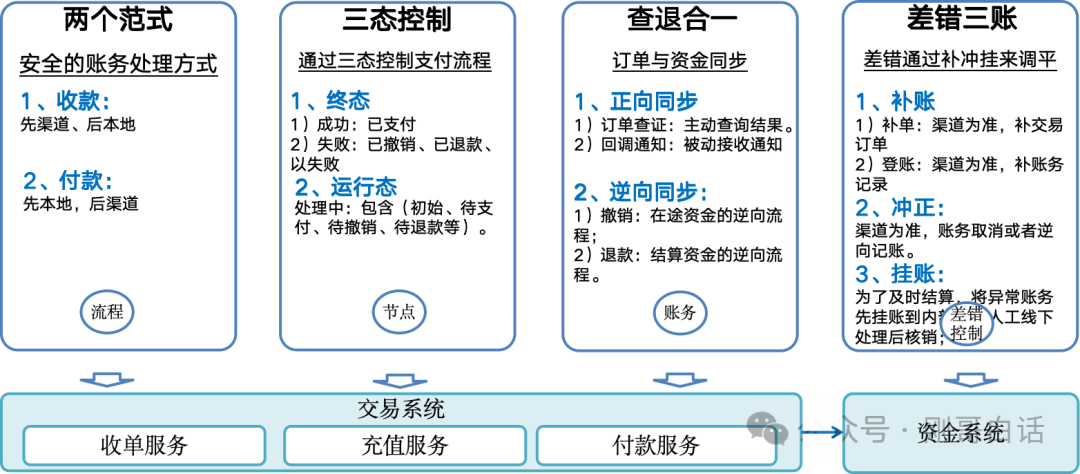 两个范式
安全的账务处理方式
1、收款：
先渠道、后本地
2、付款：
先本地，后渠道
流程
三态控制
通过三态控制支付流程
1、终态
1）成功：已支付
2）失败：已撤销、已退款、
以失败
2、运行态
处理中：包含（初始、待支
付、待撤销、待退款等）。
节点
查退合一
订单与资金同步
1、正向同步
1）订单查证：主动查询结果。
2）回调通知：被动接收通知
2、逆向同步：
1）撤销：在途资金的逆向流
程；
2）退款：结算资金的逆向流
程。
账务
差错三账
差错通过补冲挂来调平
1、补账
1）补单：渠道为准，补交易
订单
2）登账：渠道为准，补账务
记录
2、冲正：
渠道为准，账务取消或者逆
向记账。
3、挂账：
为了及时结算，将异常账务
先挂账到内 人工线下
处理后核销；
差错
控制
交易系统
收单服务
充值服务
付款服务
资金系统
公众号·刚哥白话